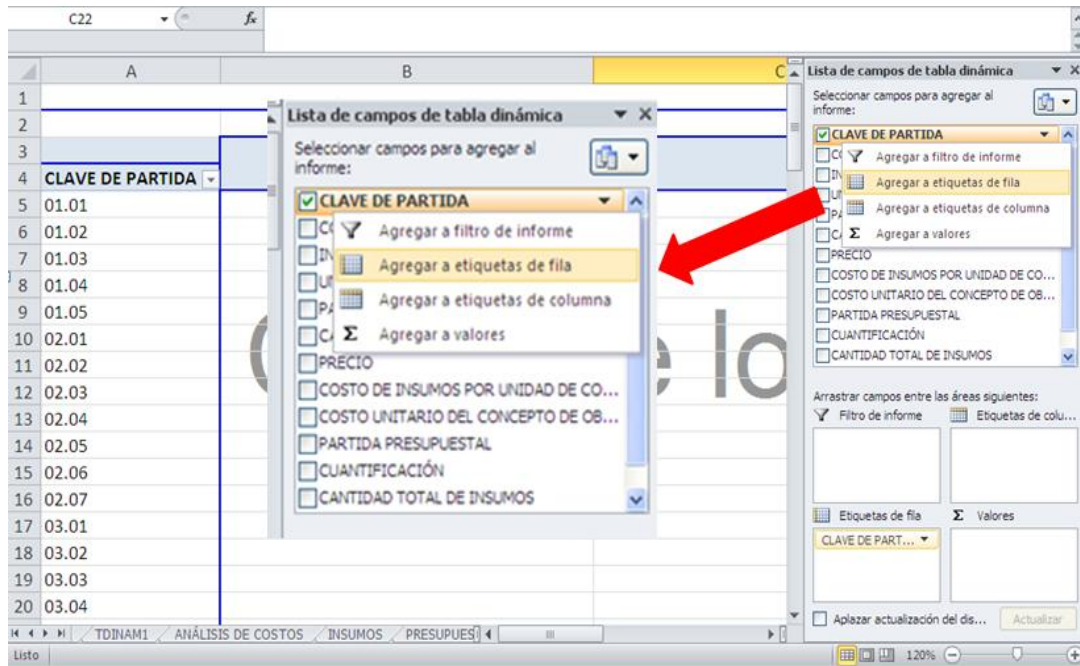 C22
fx
A B C
1
2
3
4 CLAVE DE PARTIDA
5 01.01
6 01.02
7 01.03
8 01.04
9 01.05
10 02.01
11 02.02
12 02.03
13 02.04
14 02.05
15 02.06
16 02.07
17 03.01
18 03.02
19 03.03
20 03.04
Lista de campos de tabla dinámica
Seleccionar campos para agregar al
informe:
CLAVE DE PARTIDA
Agregar a filtro de informe
Agregar a etiquetas de fila
Agregar a etiquetas de columna
Σ Agregar a valores
PRECIO
COSTO DE INSUMOS POR UNIDAD DE CO...
COSTO UNITARIO DEL CONCEPTO DE OB...
PARTIDA PRESUPUESTAL
CUANTIFICACIÓN
CANTIDAD TOTAL DE INSUMOS
Lista de campos de tabla dinámica
Seleccionar campos para agregar al
informe:
CLAVE DE PARTIDA
Agregar a filtro de informe
Agregar a etiquetas de fila
Agregar a etiquetas de columna
Σ Agregar a valores
PRECIO
COSTO DE INSUMOS POR UNIDAD DE CO...
COSTO UNITARIO DEL CONCEPTO DE OB...
PARTIDA PRESUPUESTAL
CUANTIFICACIÓN
CANTIDAD TOTAL DE INSUMOS
Arrastrar campos entre las áreas siguientes:
Filtro de informe Etiquetas de colu...
Etiquetas de fila Σ Valores
CLAVE DE PART...
Aplazar actualización del dis... Actualizar
TDINAM1 ANÁLISIS DE COSTOS INSUMOS PRESUPUES
Listo 120%